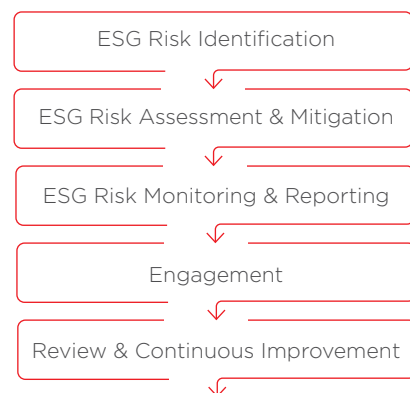 ESG Risk Identification
ESG Risk Assessment & Mitigation
ESG Risk Monitoring & Reporting
Engagement
Review & Continuous Improvement